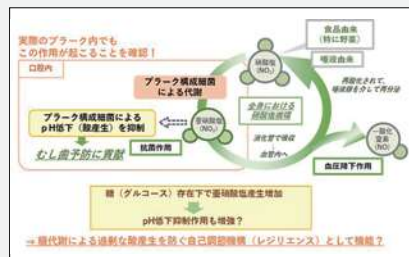 実際のプラーク内でも
この作用が起こることを確認！
口腔内
プラーク構成細菌
による代謝
食品由来
(特に野菜)
唾液由来
硝酸塩
(NO₃)
再酸化されて、
唾液腺を介して再分泌
プラーク構成細菌による
pH低下（酸産生）を抑制
むし歯予防に貢献
抗菌作用
亜硝酸塩
(NO₂)
全身における
硝酸塩循環
消化管で吸収
血管内へ
一酸化
窒素
(NO)
血圧降下作用
糖（グルコース）存在下で亜硝酸塩産生増加
pH低下抑制作用も増強？
→ 糖代謝による過剰な酸産生を防ぐ自己調節機構（レジリエンス）として機能？